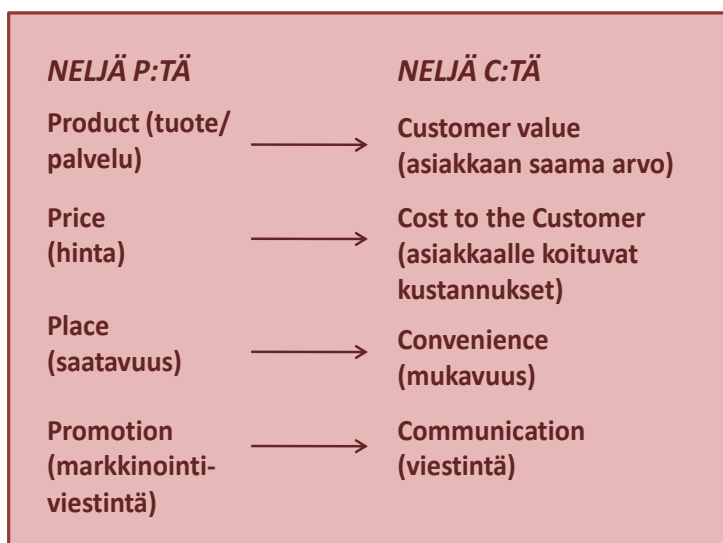 NELJÄ P:TÄ
NELJÄ C:TÄ
Product (tuote/
palvelu)
Customer value
(asiakkaan saama arvo)
Price
(hinta)
Cost to the Customer
(asiakkaalle koituvat
kustannukset)
Place
(saatavuus)
Convenience
(mukavuus)
Promotion
(markkinointi-
viestintä)
Communication
(viestintä)